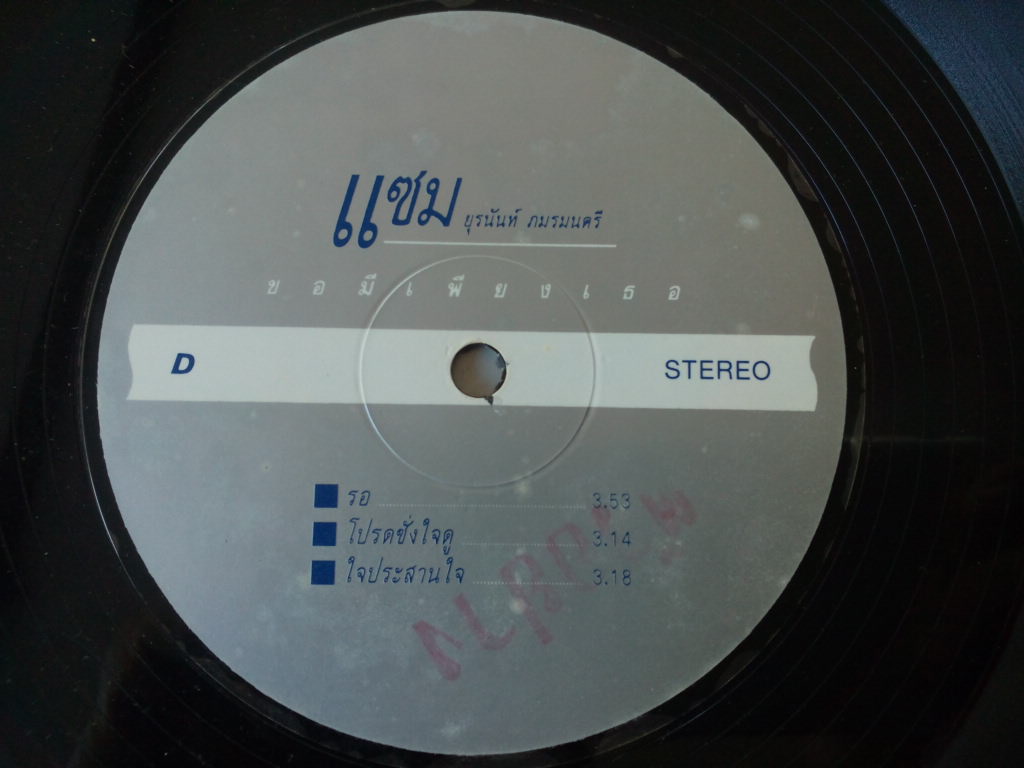 แซม ยุรนันท์ ภมรมนตรี
ขอมีเพียงเธอ
D STEREO
รอ 3.53
โปรดชั่งใจดู 3.14
ใจประสานใจ 3.18